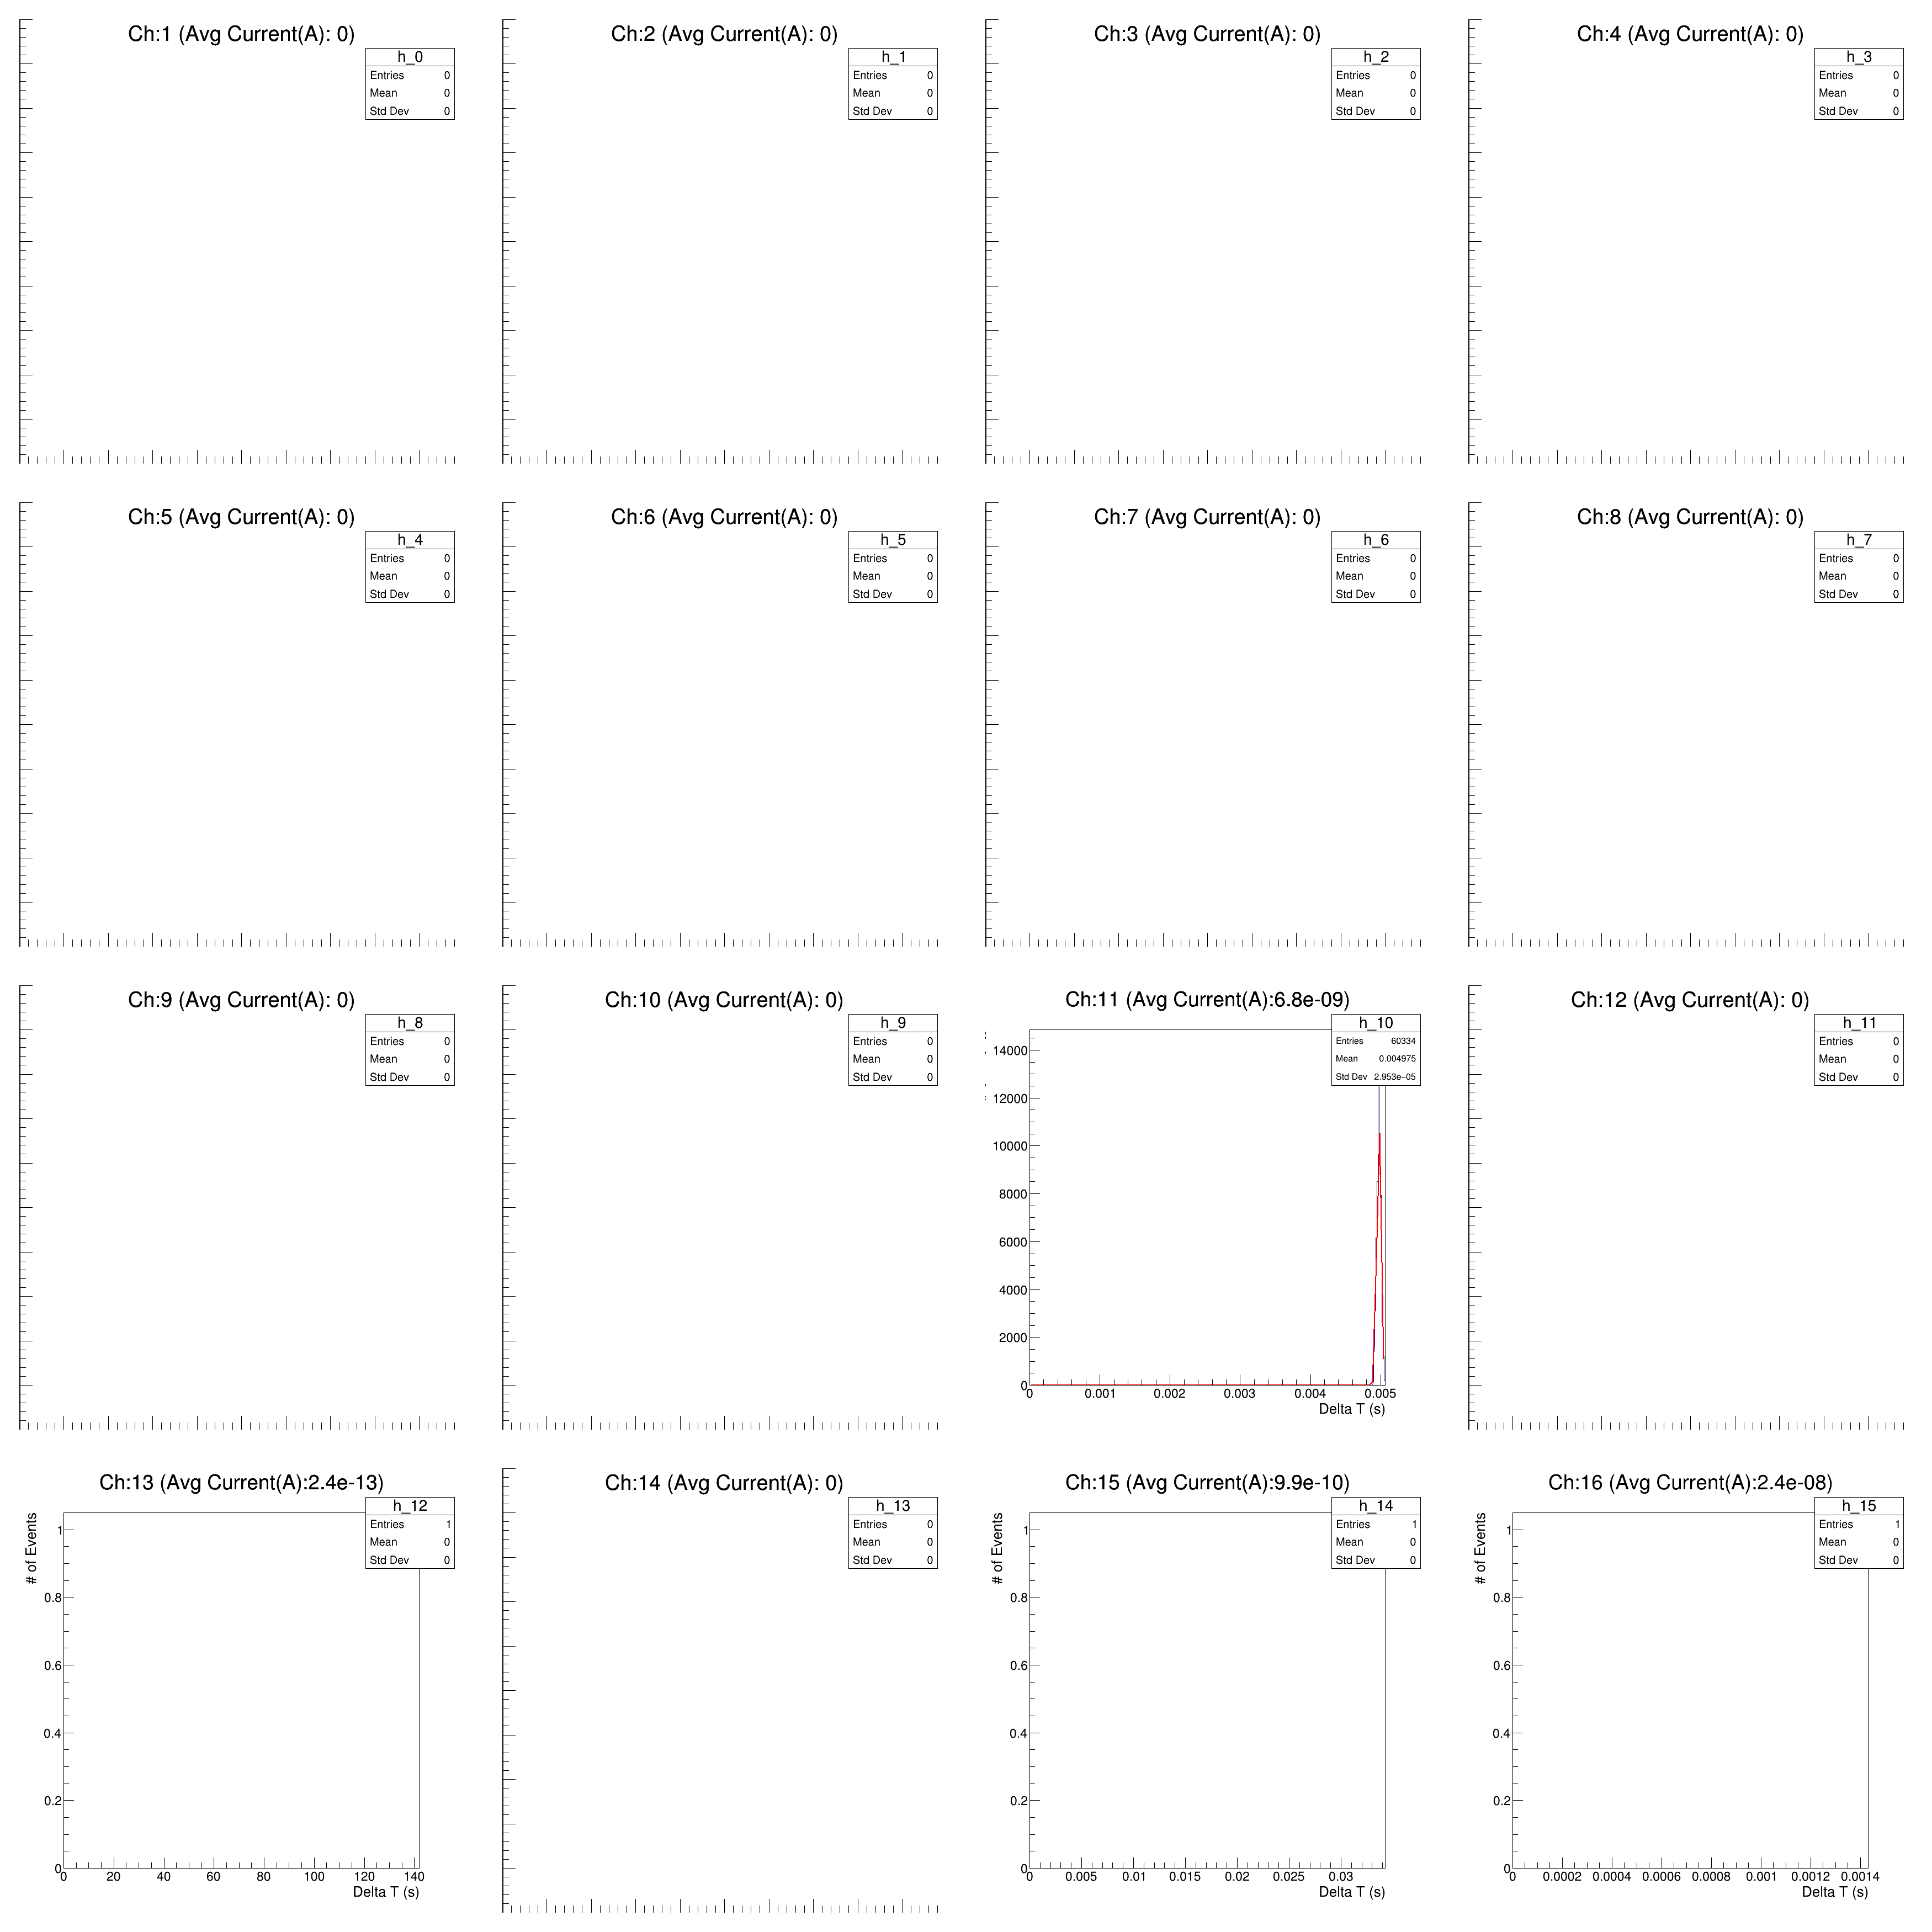 Ch:1 (Avg Current(A): 0)
h_0
Entries 0
Mean 0
Std Dev 0
Ch:2 (Avg Current(A): 0)
h_1
Entries 0
Mean 0
Std Dev 0
Ch:3 (Avg Current(A): 0)
h_2
Entries 0
Mean 0
Std Dev 0
Ch:4 (Avg Current(A): 0)
h_3
Entries 0
Mean 0
Std Dev 0
Ch:5 (Avg Current(A): 0)
h_4
Entries 0
Mean 0
Std Dev 0
Ch:6 (Avg Current(A): 0)
h_5
Entries 0
Mean 0
Std Dev 0
Ch:7 (Avg Current(A): 0)
h_6
Entries 0
Mean 0
Std Dev 0
Ch:8 (Avg Current(A): 0)
h_7
Entries 0
Mean 0
Std Dev 0
Ch:9 (Avg Current(A): 0)
h_8
Entries 0
Mean 0
Std Dev 0
Ch:10 (Avg Current(A): 0)
h_9
Entries 0
Mean 0
Std Dev 0
Ch:11 (Avg Current(A):6.8e-09)
h_10
Entries 60334
Mean 0.004975
Std Dev 2.953e−05
14000
12000
10000
8000
6000
4000
2000
0
0 0.001 0.002 0.003 0.004 0.005
Delta T (s)
Ch:12 (Avg Current(A): 0)
h_11
Entries 0
Mean 0
Std Dev 0
Ch:13 (Avg Current(A):2.4e-13)
h_12
Entries 1
Mean 0
Std Dev 0
# of Events
1
0.8
0.6
0.4
0.2
0
0 20 40 60 80 100 120 140
Delta T (s)
Ch:14 (Avg Current(A): 0)
h_13
Entries 0
Mean 0
Std Dev 0
Ch:15 (Avg Current(A):9.9e-10)
h_14
Entries 1
Mean 0
Std Dev 0
# of Events
1
0.8
0.6
0.4
0.2
0
0 0.005 0.01 0.015 0.02 0.025 0.03
Delta T (s)
Ch:16 (Avg Current(A):2.4e-08)
h_15
Entries 1
Mean 0
Std Dev 0
# of Events
1
0.8
0.6
0.4
0.2
0
0 0.0002 0.0004 0.0006 0.0008 0.001 0.0012 0.0014
Delta T (s)